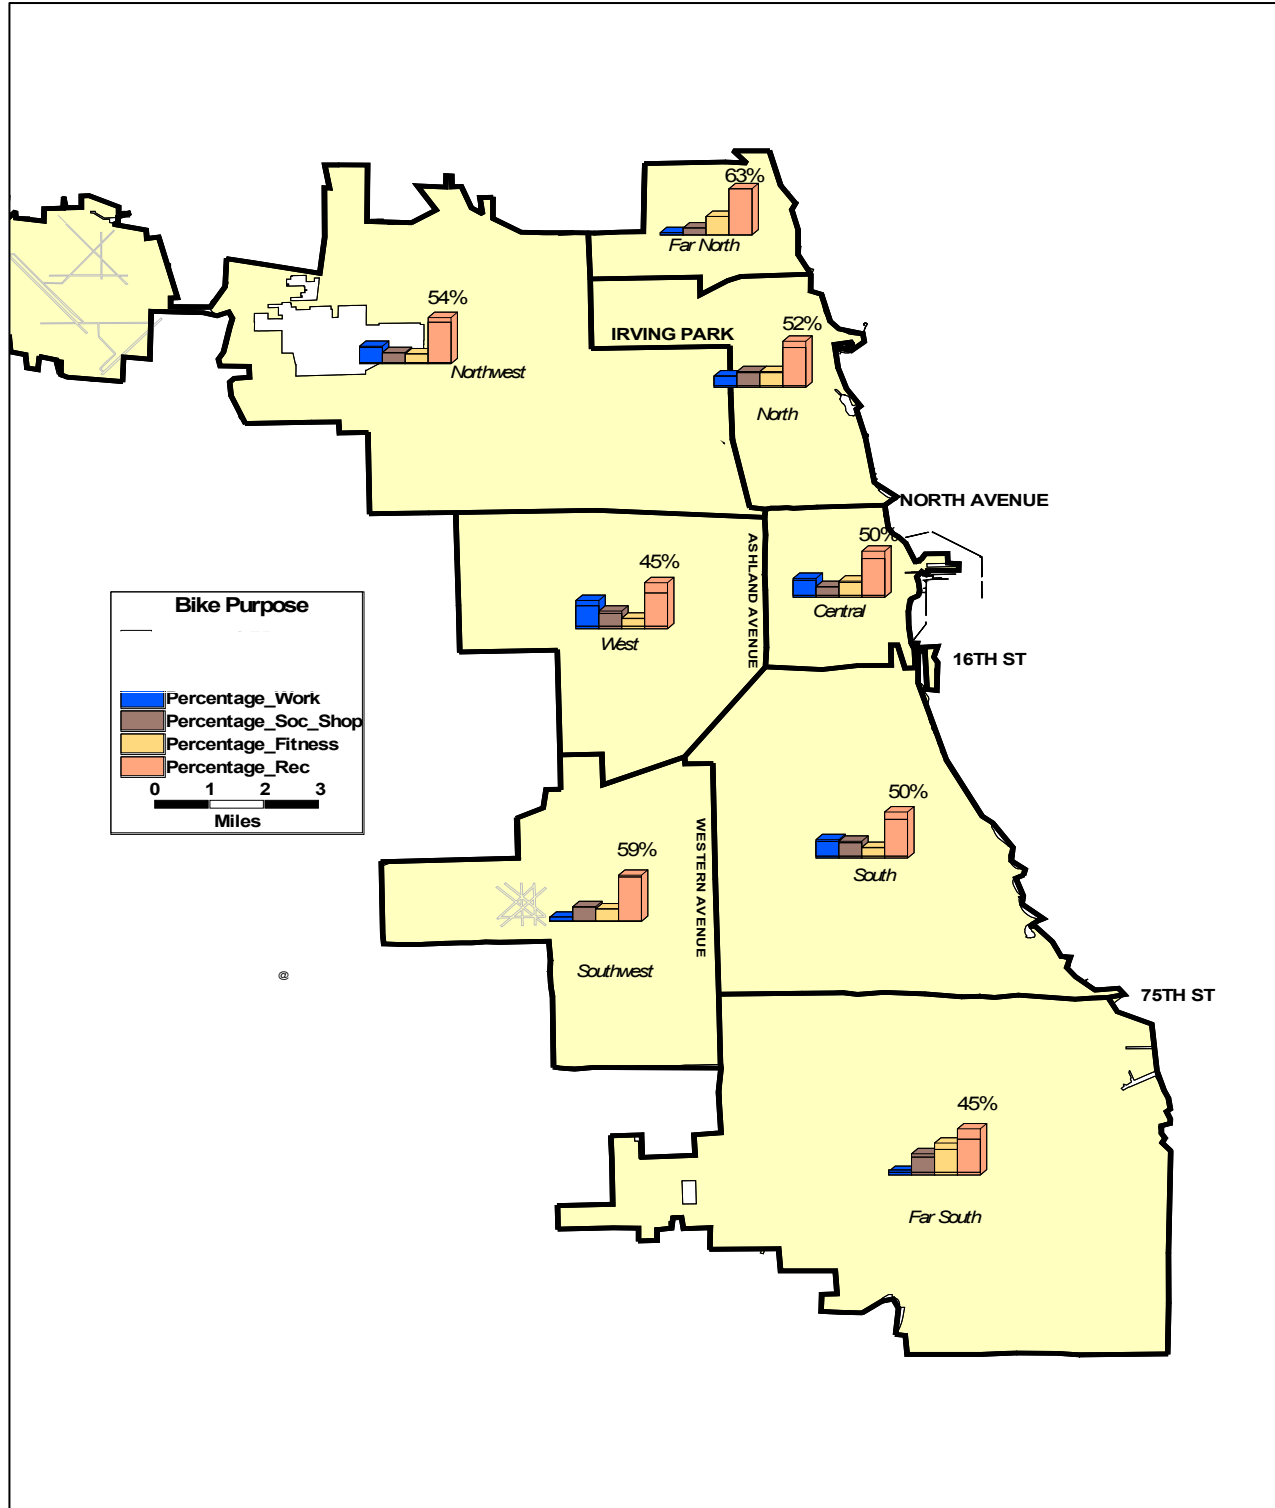 63%
Far North
54%
Northwest
IRVING PARK
52%
North
NORTH AVENUE
ASHLAND AVENUE
50%
Central
45%
West
16TH ST
Bike Purpose
Percentage_Work
Percentage_Soc_Shop
Percentage_Fitness
Percentage_Rec
0 1 2 3
Miles
50%
South
WESTERN AVENUE
59%
Southwest
@
75TH ST
45%
Far South